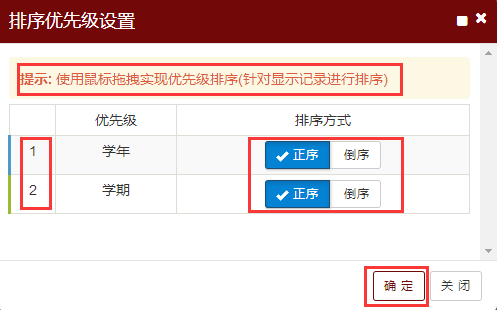 排序优先级设置
提示: 使用鼠标拖拽实现优先级排序(针对显示记录进行排序)
优先级 排序方式
1 学年 正序 倒序
2 学期 正序 倒序
确 定 关 闭